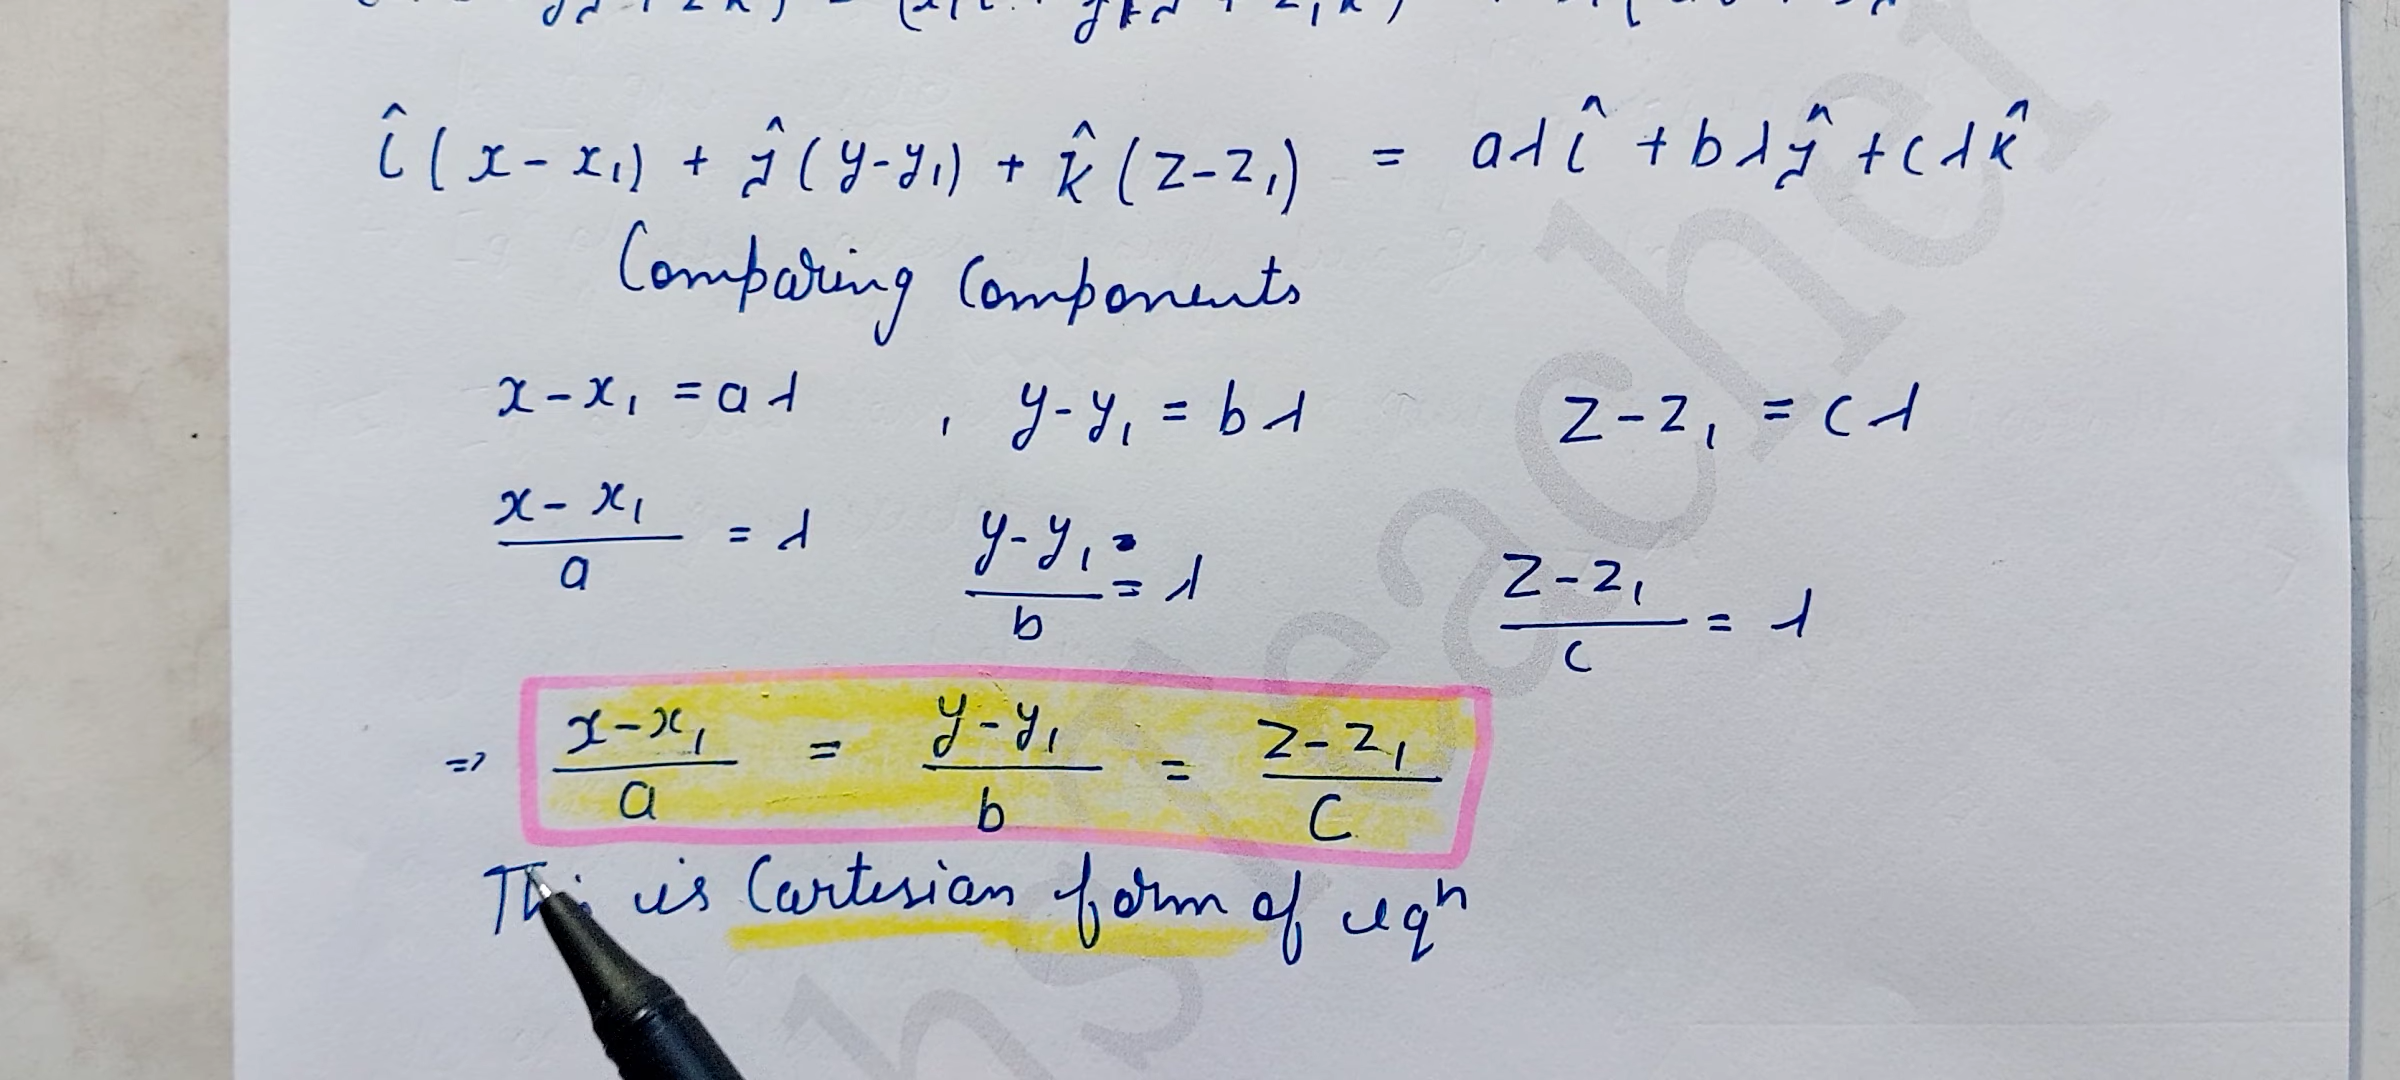 î(x-x₁) + ĵ(y-y₁) + k̂(z-z₁) = aλî + bλĵ + cλk̂
Comparing Components
x-x₁ = aλ , y-y₁ = bλ z-z₁ = cλ
(x-x₁)/a = λ (y-y₁)/b = λ (z-z₁)/c = λ
⇒ (x-x₁)/a = (y-y₁)/b = (z-z₁)/C
is Cartesian form of eqⁿ